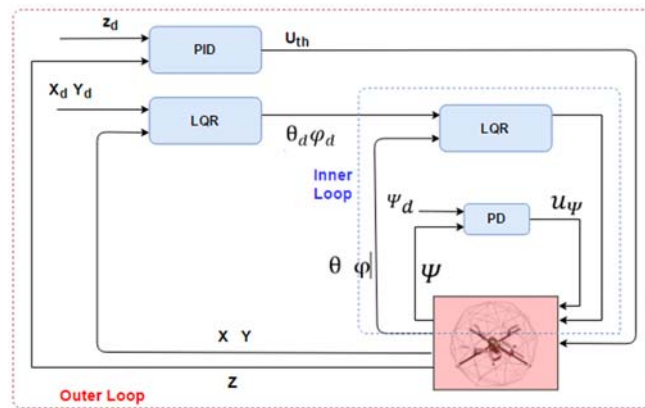 z_d
PID
U_th
X_d Y_d
LQR
θ_d φ_d
LQR
Inner
Loop
Ψ_d
PD
u_Ψ
θ φ|
Ψ
X Y
Z
Outer Loop